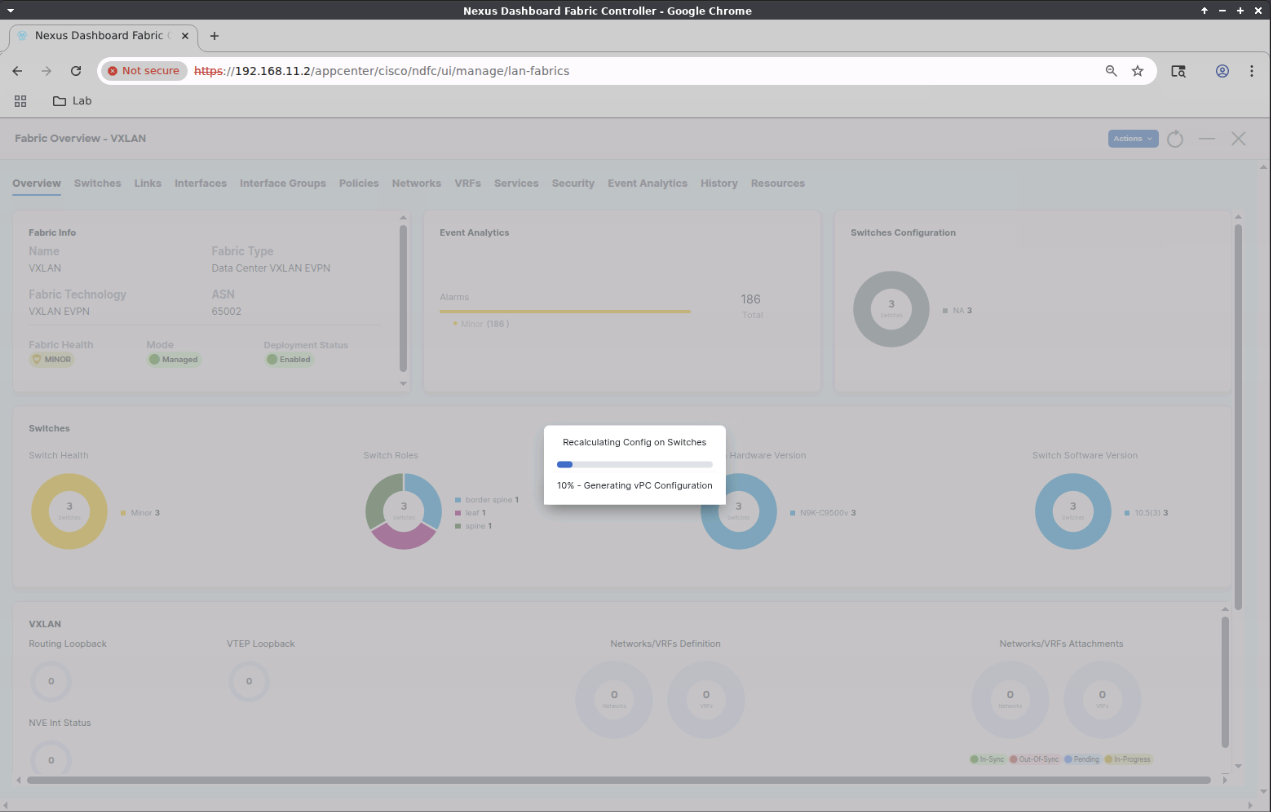 Nexus Dashboard Fabric Controller - Google Chrome
Nexus Dashboard Fabric C
Not secure https://192.168.11.2/appcenter/cisco/ndfc/ui/manage/lan-fabrics
Lab
Fabric Overview - VXLAN
Actions
Overview Switches Links Interfaces Interface Groups Policies Networks VRFs Services Security Event Analytics History Resources
Fabric Info
Name Fabric Type
VXLAN Data Center VXLAN EVPN
Fabric Technology ASN
VXLAN EVPN 65002
Fabric Health Mode Deployment Status
MINOR Managed Enabled
Event Analytics
Alarms
Minor (186 )
186
Total
Switches Configuration
3
Switches
NA 3
Switches
Switch Health
3
Switches
Minor 3
Switch Roles
3
Switches
border spine 1
leaf 1
spine 1
Recalculating Config on Switches
10% - Generating vPC Configuration
Hardware Version
3
Switches
N9K-C9500v 3
Switch Software Version
3
Switches
10.5(3) 3
VXLAN
Routing Loopback VTEP Loopback
0 0
NVE Int Status
0
Networks/VRFs Definition
0 0
Networks VRFs
Networks/VRFs Attachments
0 0
Networks VRFs
In-Sync Out-Of-Sync Pending In-Progress